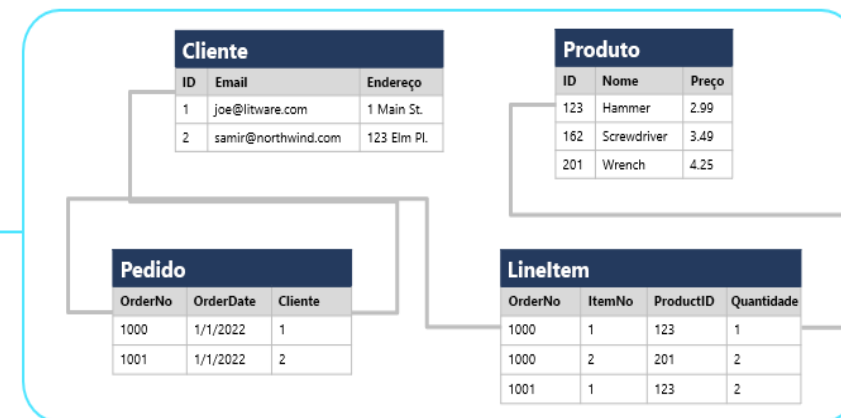 Cliente
ID Email Endereço
1 joe@litware.com 1 Main St.
2 samir@northwind.com 123 Elm Pl.
Produto
ID Nome Preço
123 Hammer 2.99
162 Screwdriver 3.49
201 Wrench 4.25
Pedido
OrderNo OrderDate Cliente
1000 1/1/2022 1
1001 1/1/2022 2
LineItem
OrderNo ItemNo ProductID Quantidade
1000 1 123 1
1000 2 201 2
1001 1 123 2